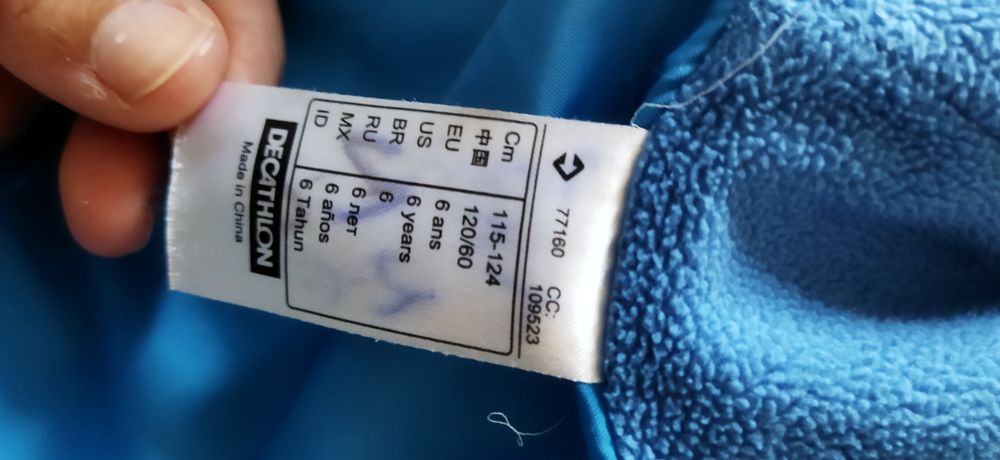 77160 CC:
109523
Cm 115-124
中国 120/60
EU 6 ans
US 6 years
BR 6
RU 6 лет
MX 6 años
ID 6 Tahun
DECATHLON
Made in China